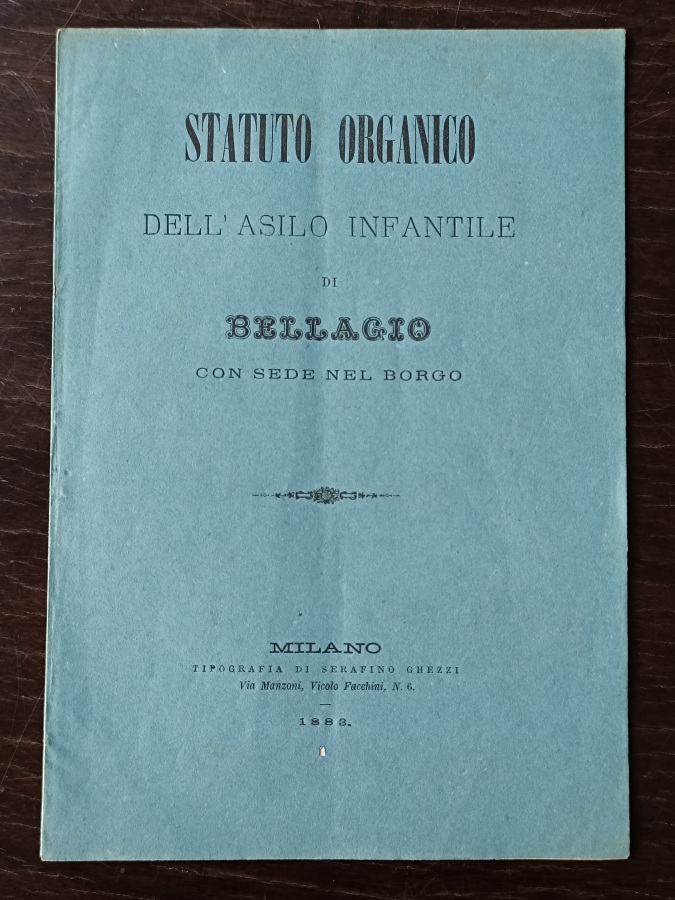 STATUTO ORGANICO
DELL' ASILO INFANTILE
DI
BELLAGIO
CON SEDE NEL BORGO
MILANO
TIPOGRAFIA DI SERAFINO GHEZZI
Via Manzoni, Vicolo Facchini, N. 6.
1883.